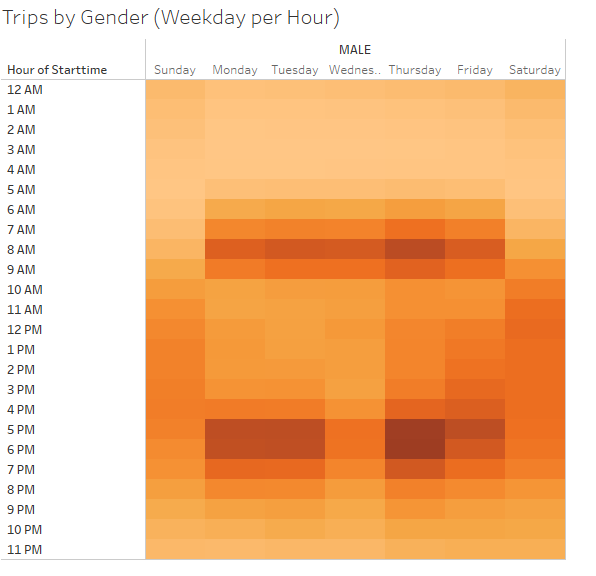 Trips by Gender (Weekday per Hour)
MALE
Hour of Starttime Sunday Monday Tuesday Wednes.. Thursday Friday Saturday
12 AM
1 AM
2 AM
3 AM
4 AM
5 AM
6 AM
7 AM
8 AM
9 AM
10 AM
11 AM
12 PM
1 PM
2 PM
3 PM
4 PM
5 PM
6 PM
7 PM
8 PM
9 PM
10 PM
11 PM